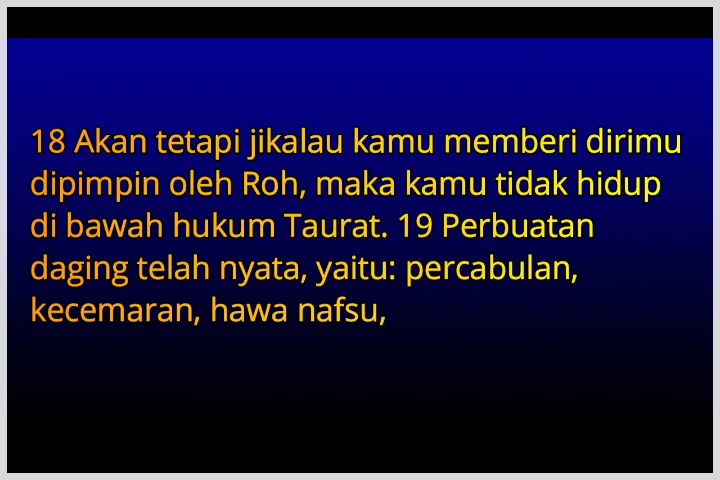 18 Akan tetapi jikalau kamu memberi dirimu
dipimpin oleh Roh, maka kamu tidak hidup
di bawah hukum Taurat. 19 Perbuatan
daging telah nyata, yaitu: percabulan,
kecemaran, hawa nafsu,